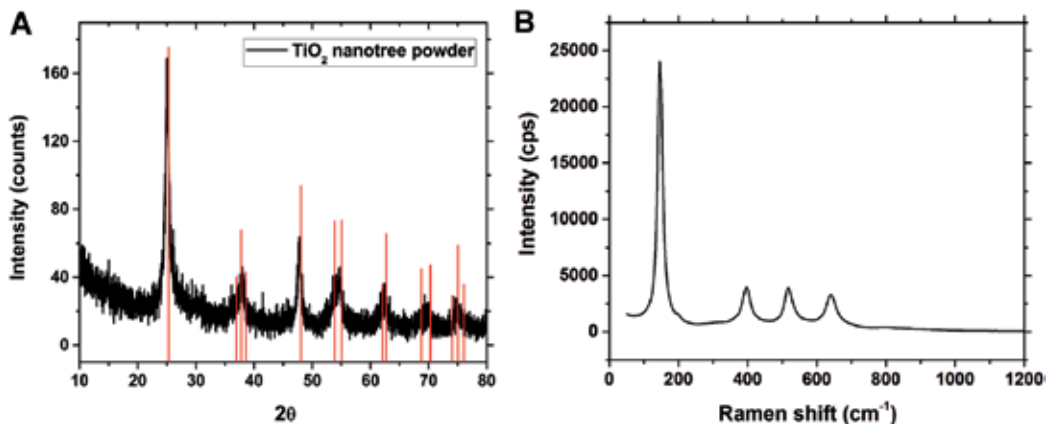 A
TiO2 nanotree powder
160
120
80
40
0
10 20 30 40 50 60 70 80
Intensity (counts)
2θ
B
25000
20000
15000
10000
5000
0
0 200 400 600 800 1000 1200
Intensity (cps)
Ramen shift (cm-1)